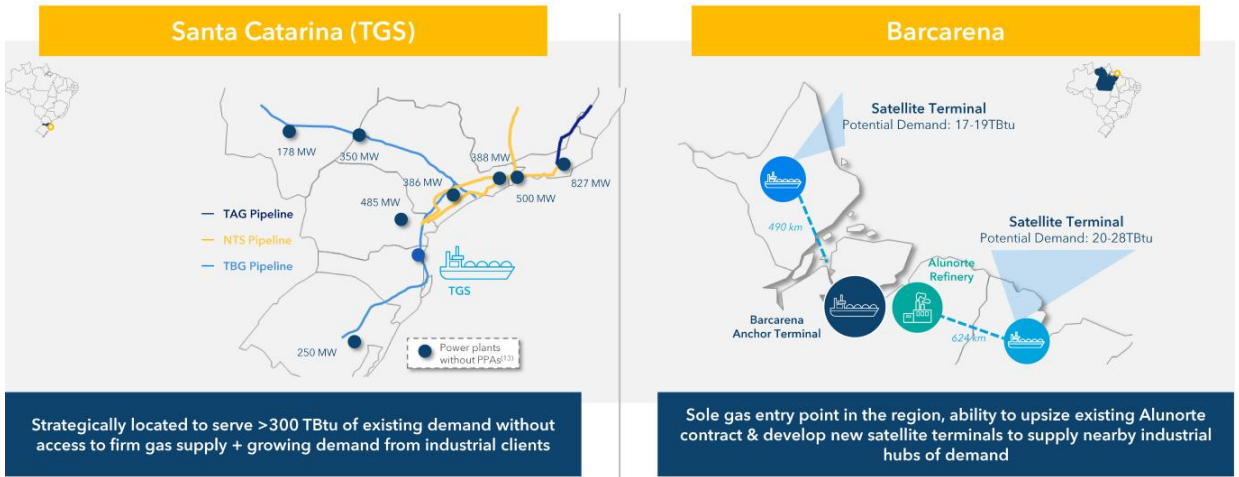 Santa Catarina (TGS)
178 MW
350 MW
388 MW
386 MW
827 MW
500 MW
485 MW
TAG Pipeline
NTS Pipeline
TBG Pipeline
TGS
250 MW
Power plants
without PPAs(13)
Strategically located to serve >300 TBtu of existing demand without
access to firm gas supply + growing demand from industrial clients
Barcarena
Satellite Terminal
Potential Demand: 17-19TBtu
490 km
Satellite Terminal
Potential Demand: 20-28TBtu
Alunorte
Refinery
Barcarena
Anchor Terminal
624 km
Sole gas entry point in the region, ability to upsize existing Alunorte
contract & develop new satellite terminals to supply nearby industrial
hubs of demand